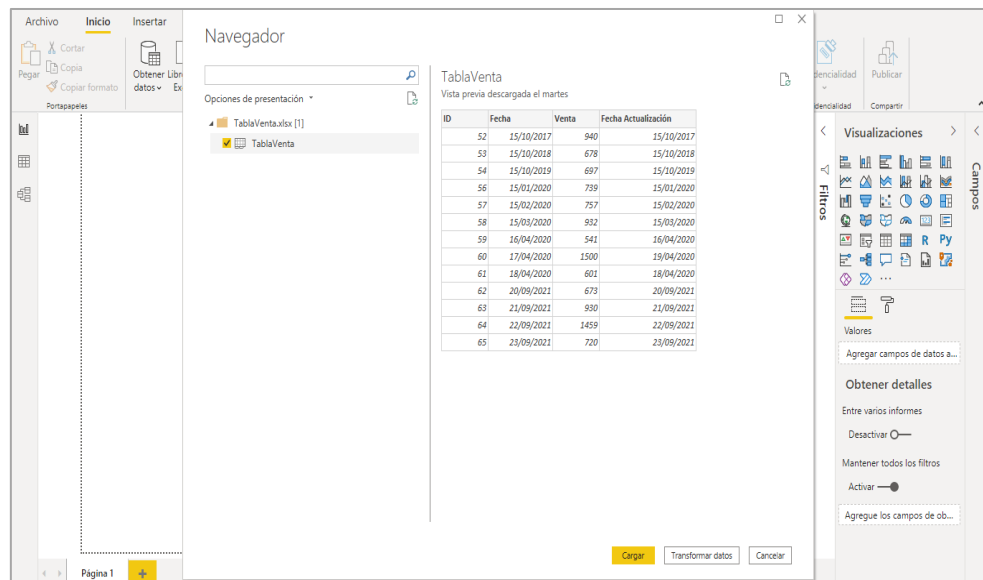 Archivo Inicio Insertar
Cortar
Copia
Copiar formato
Pegar
Portapapeles
Obtener
datos
Navegador
Opciones de presentación
TablaVenta.xlsx [1]
TablaVenta
TablaVenta
Vista previa descargada el martes
ID Fecha Venta Fecha Actualización
52 15/10/2017 940 15/10/2017
53 15/10/2018 678 15/10/2018
54 15/10/2019 697 15/10/2019
56 15/01/2020 739 15/01/2020
57 15/02/2020 757 15/02/2020
58 15/03/2020 932 15/03/2020
59 16/04/2020 541 16/04/2020
60 17/04/2020 1500 19/04/2020
61 18/04/2020 601 18/04/2020
62 20/09/2021 673 20/09/2021
63 21/09/2021 930 21/09/2021
64 22/09/2021 1459 22/09/2021
65 23/09/2021 720 23/09/2021
Cargar Transformar datos Cancelar
dencialidad
Publicar
dencialidad Compartir
Filtros
Visualizaciones
R Py
Valores
Agregar campos de datos a...
Obtener detalles
Entre varios informes
Desactivar
Mantener todos los filtros
Activar
Agregue los campos de ob...
Campos
Página 1